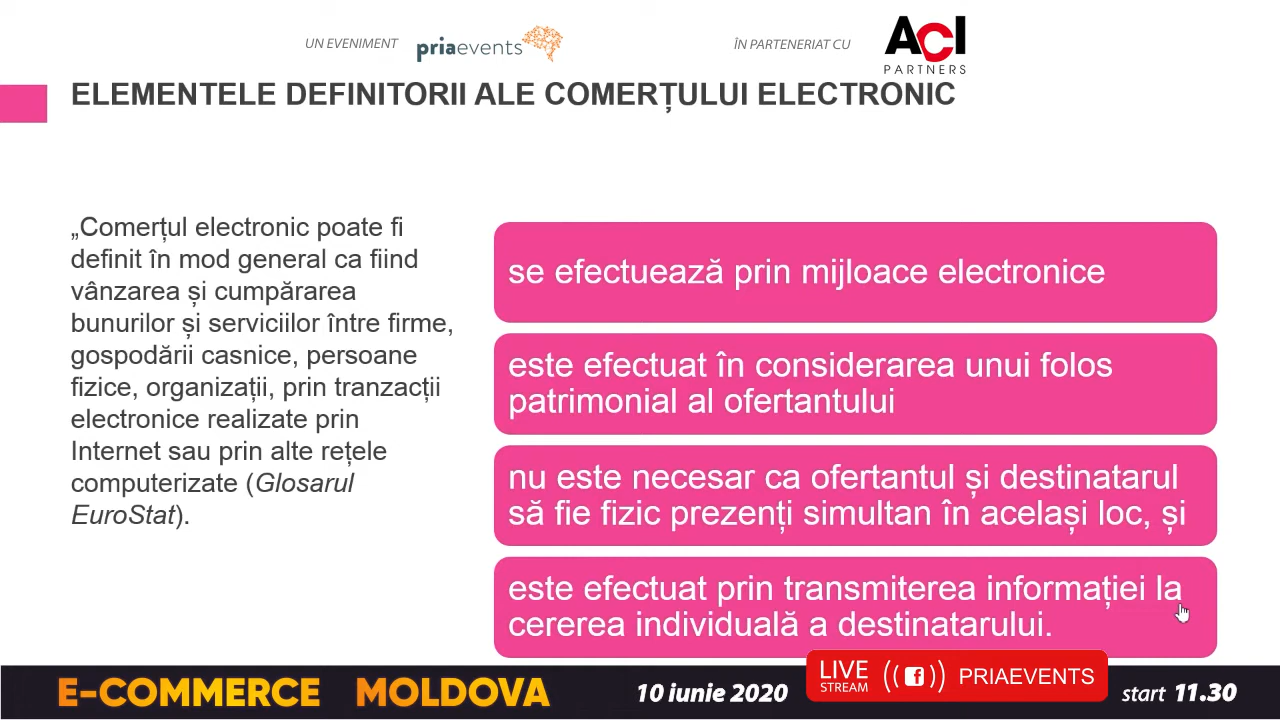 UN EVENIMENT
priaevents
ÎN PARTENERIAT CU
ACI
PARTNERS
ELEMENTELE DEFINITORII ALE COMERȚULUI ELECTRONIC
„Comerțul electronic poate fi
definit în mod general ca fiind
vânzarea și cumpărarea
bunurilor și serviciilor între firme,
gospodării casnice, persoane
fizice, organizații, prin tranzacții
electronice realizate prin
Internet sau prin alte rețele
computerizate (Glosarul
EuroStat).
se efectuează prin mijloace electronice
este efectuat în considerarea unui folos
patrimonial al ofertantului
nu este necesar ca ofertantul și destinatarul
să fie fizic prezenți simultan în același loc, și
este efectuat prin transmiterea informației la
cererea individuală a destinatarului.
E-COMMERCE MOLDOVA
10 iunie 2020
LIVE
STREAM
PRIAEVENTS
start 11.30